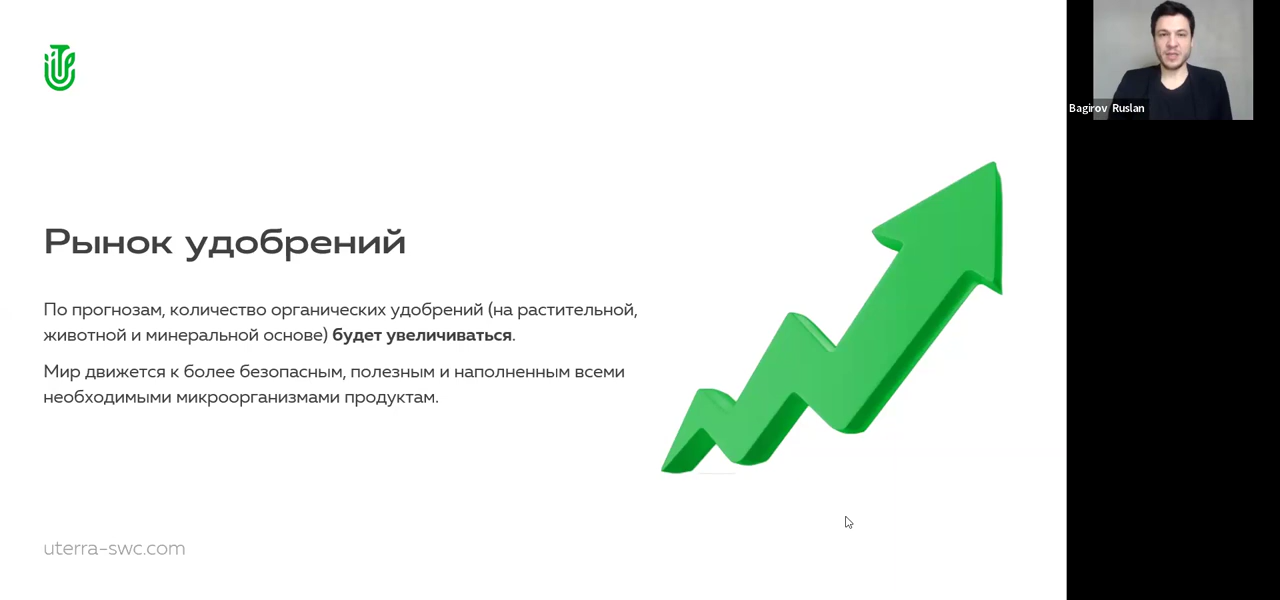 Bagirov Ruslan
Рынок удобрений
По прогнозам, количество органических удобрений (на растительной,
животной и минеральной основе) будет увеличиваться.
Мир движется к более безопасным, полезным и наполненным всеми
необходимыми микроорганизмами продуктам.
uterra-swc.com